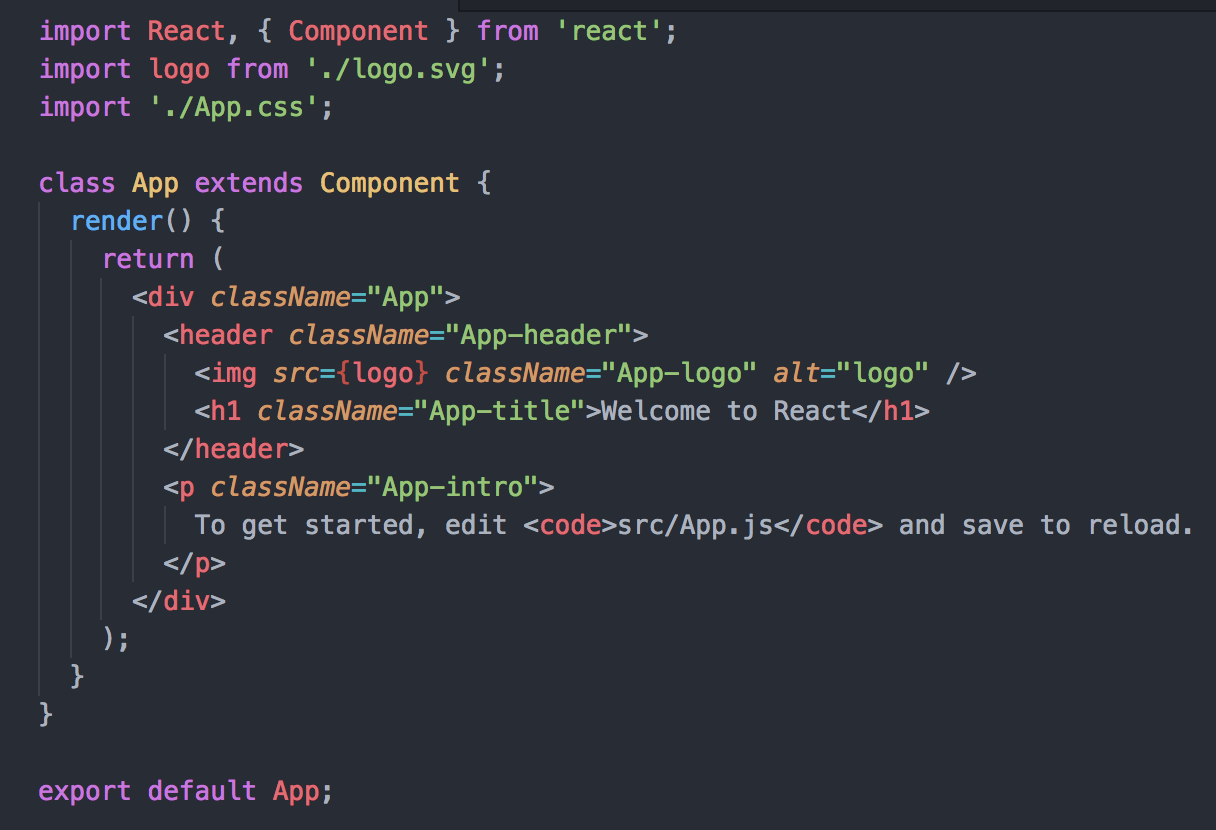 import React, { Component } from 'react';
import logo from './logo.svg';
import './App.css';

class App extends Component {
  render() {
    return (
      <div className="App">
        <header className="App-header">
          <img src={logo} className="App-logo" alt="logo" />
          <h1 className="App-title">Welcome to React</h1>
        </header>
        <p className="App-intro">
          To get started, edit <code>src/App.js</code> and save to reload.
        </p>
      </div>
    );
  }
}

export default App;